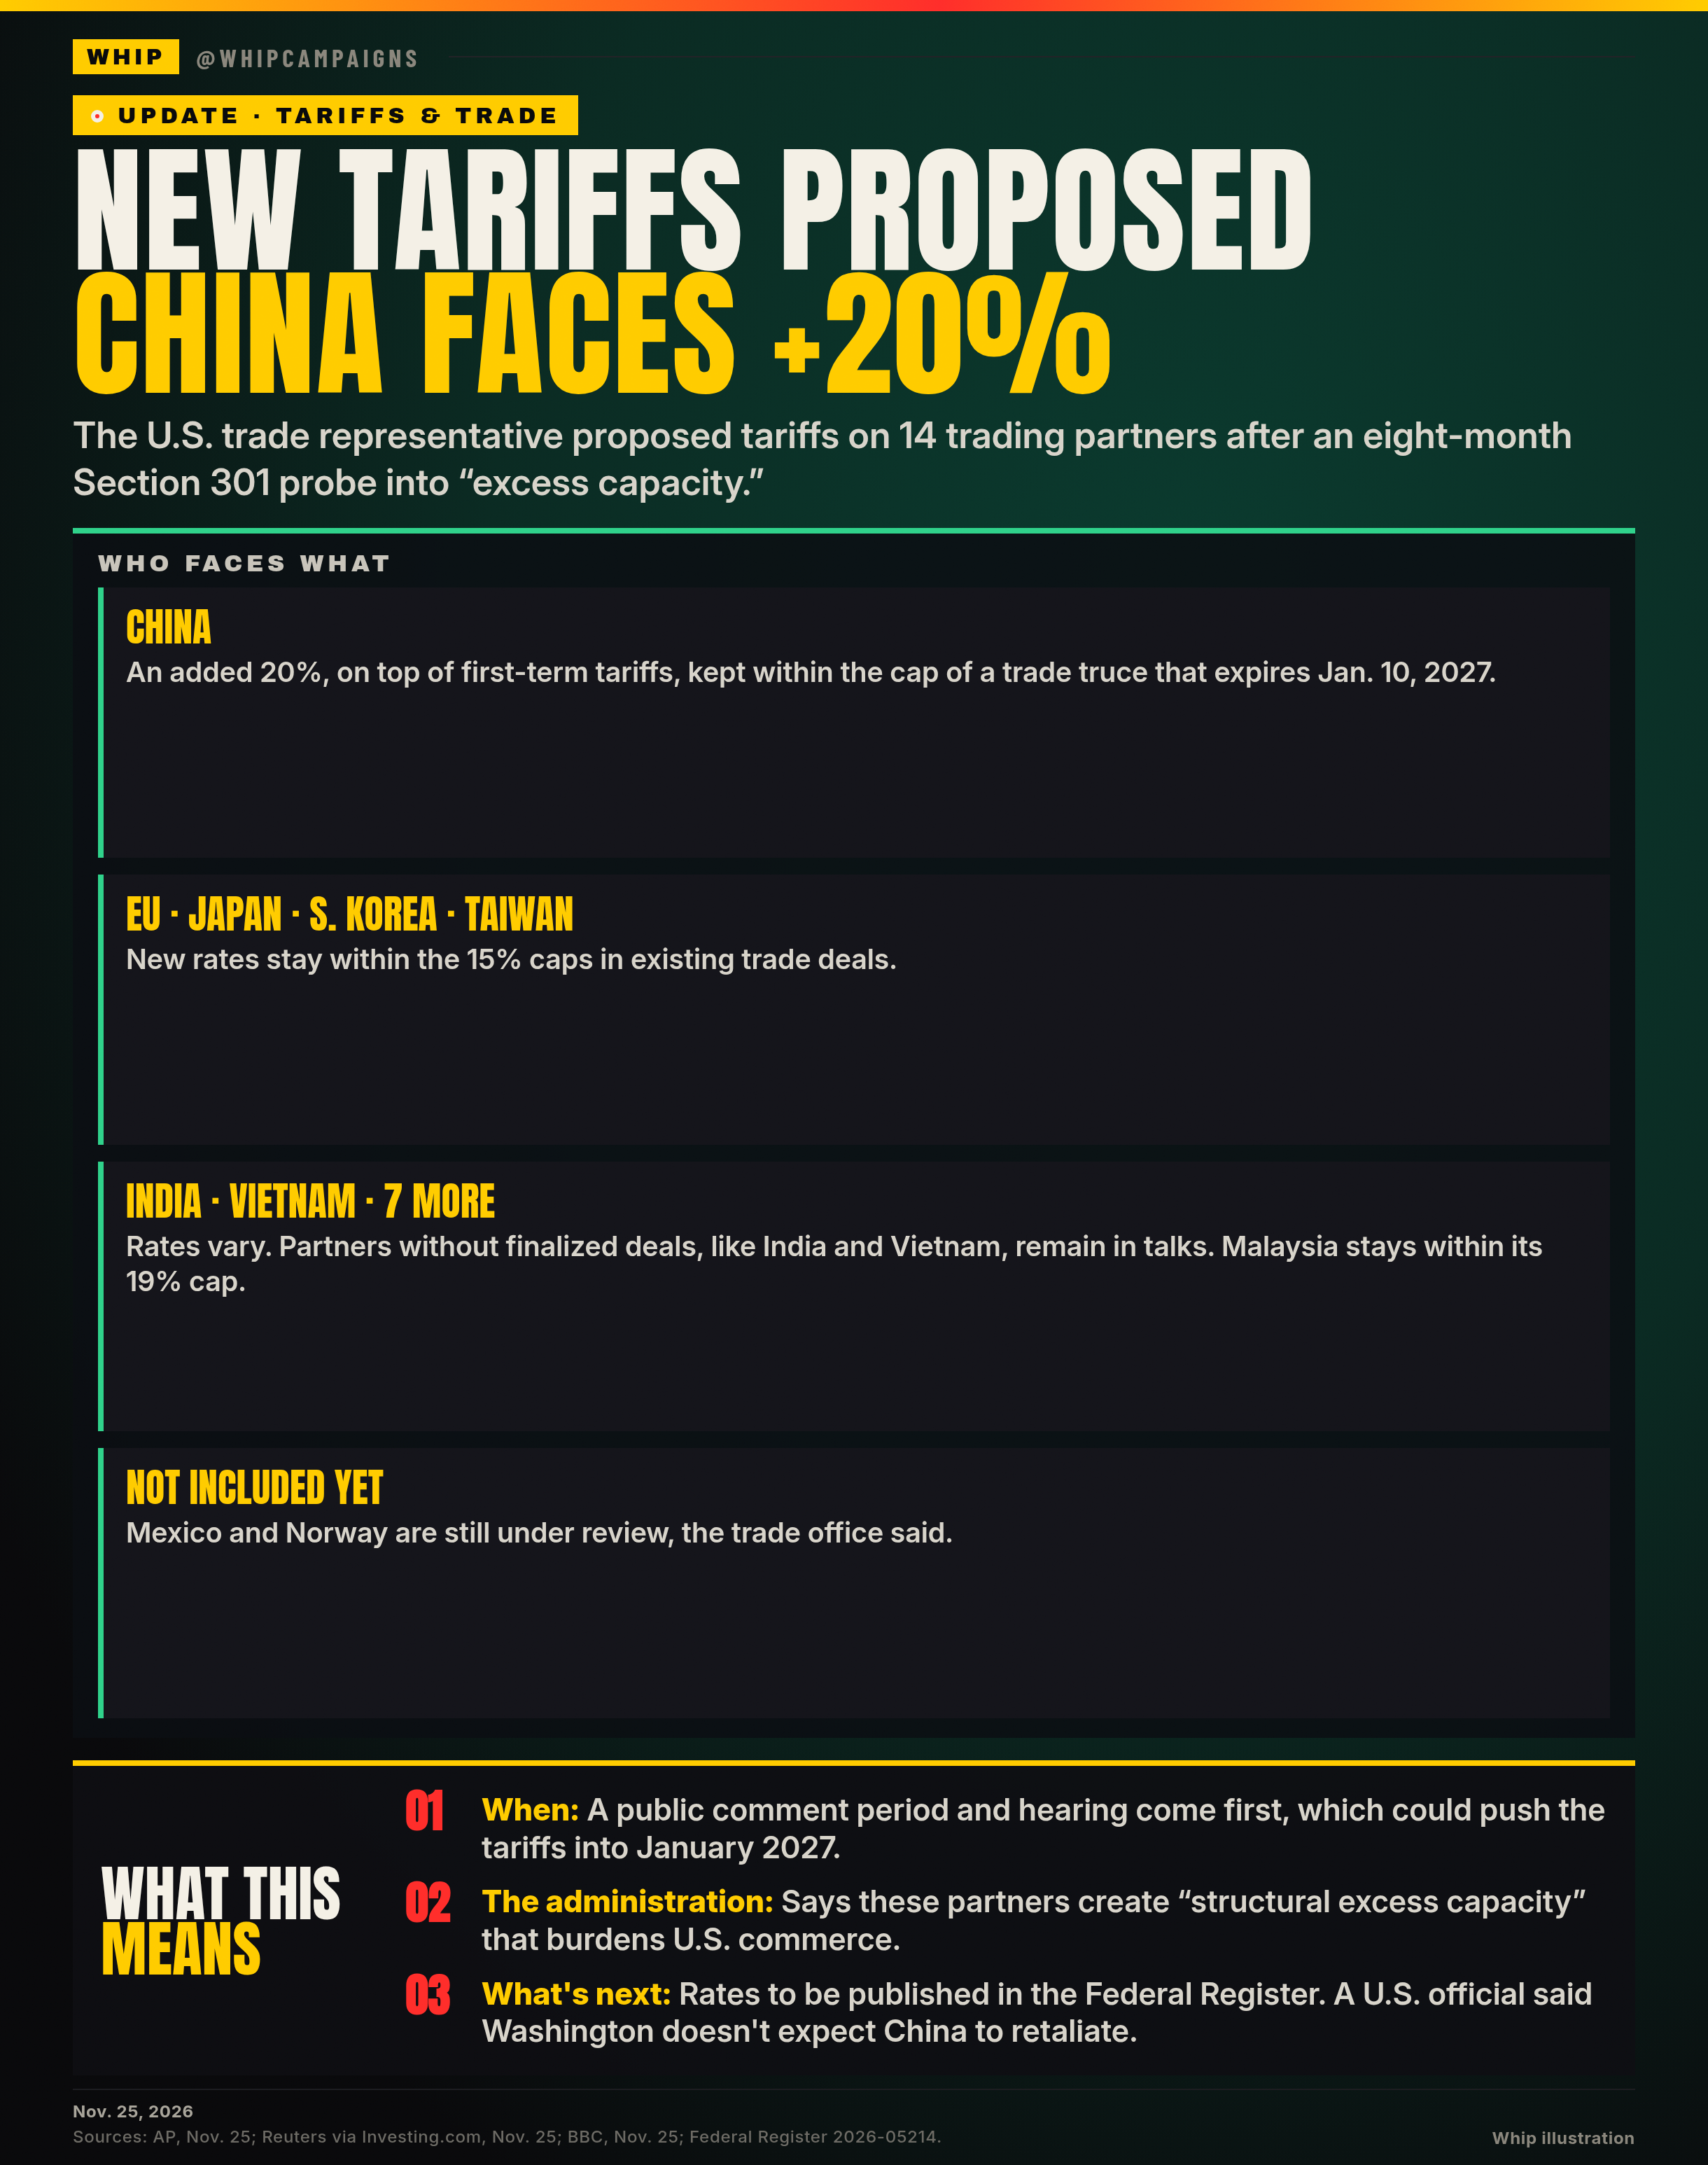 WHIP @WHIPCAMPAIGNS
UPDATE · TARIFFS & TRADE
NEW TARIFFS PROPOSED
CHINA FACES +20%
The U.S. trade representative proposed tariffs on 14 trading partners after an eight-month
Section 301 probe into “excess capacity.”
WHO FACES WHAT
CHINA
An added 20%, on top of first-term tariffs, kept within the cap of a trade truce that expires Jan. 10, 2027.
EU · JAPAN · S. KOREA · TAIWAN
New rates stay within the 15% caps in existing trade deals.
INDIA · VIETNAM · 7 MORE
Rates vary. Partners without finalized deals, like India and Vietnam, remain in talks. Malaysia stays within its
19% cap.
NOT INCLUDED YET
Mexico and Norway are still under review, the trade office said.
WHAT THIS
MEANS
01 When: A public comment period and hearing come first, which could push the
tariffs into January 2027.
02 The administration: Says these partners create “structural excess capacity”
that burdens U.S. commerce.
03 What's next: Rates to be published in the Federal Register. A U.S. official said
Washington doesn't expect China to retaliate.
Nov. 25, 2026
Sources: AP, Nov. 25; Reuters via Investing.com, Nov. 25; BBC, Nov. 25; Federal Register 2026-05214.
Whip illustration